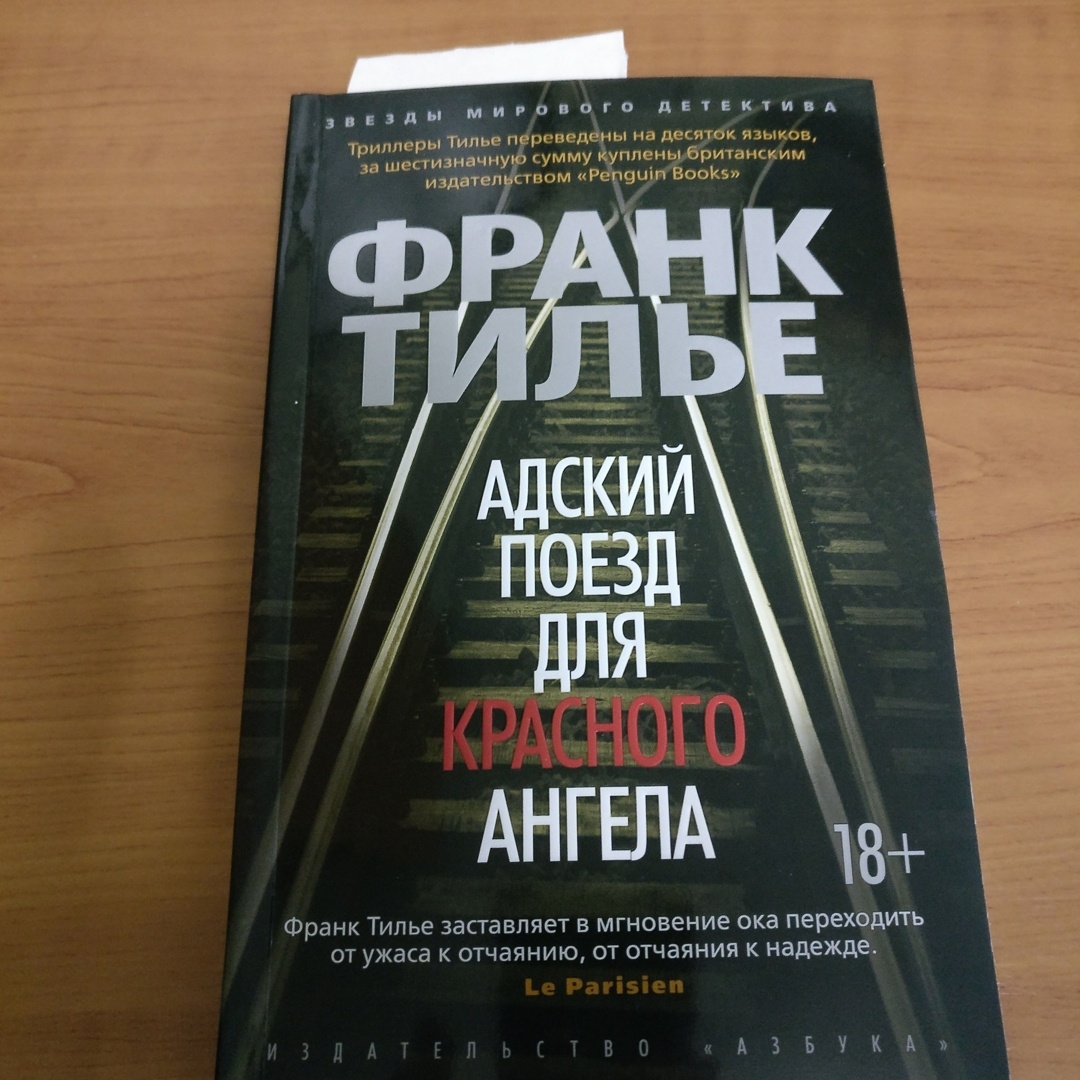 ЗВЕЗДЫ МИРОВОГО ДЕТЕКТИВА
Триллеры Тилье переведены на десяток языков,
за шестизначную сумму куплены британским
издательством «Penguin Books»
ФРАНК
ТИЛЬЕ
АДСКИЙ
ПОЕЗД
ДЛЯ
КРАСНОГО
АНГЕЛА
18+
Франк Тилье заставляет в мгновение ока переходить
от ужаса к отчаянию, от отчаяния к надежде.
Le Parisien
ИЗДАТЕЛЬСТВО «АЗБУКА»